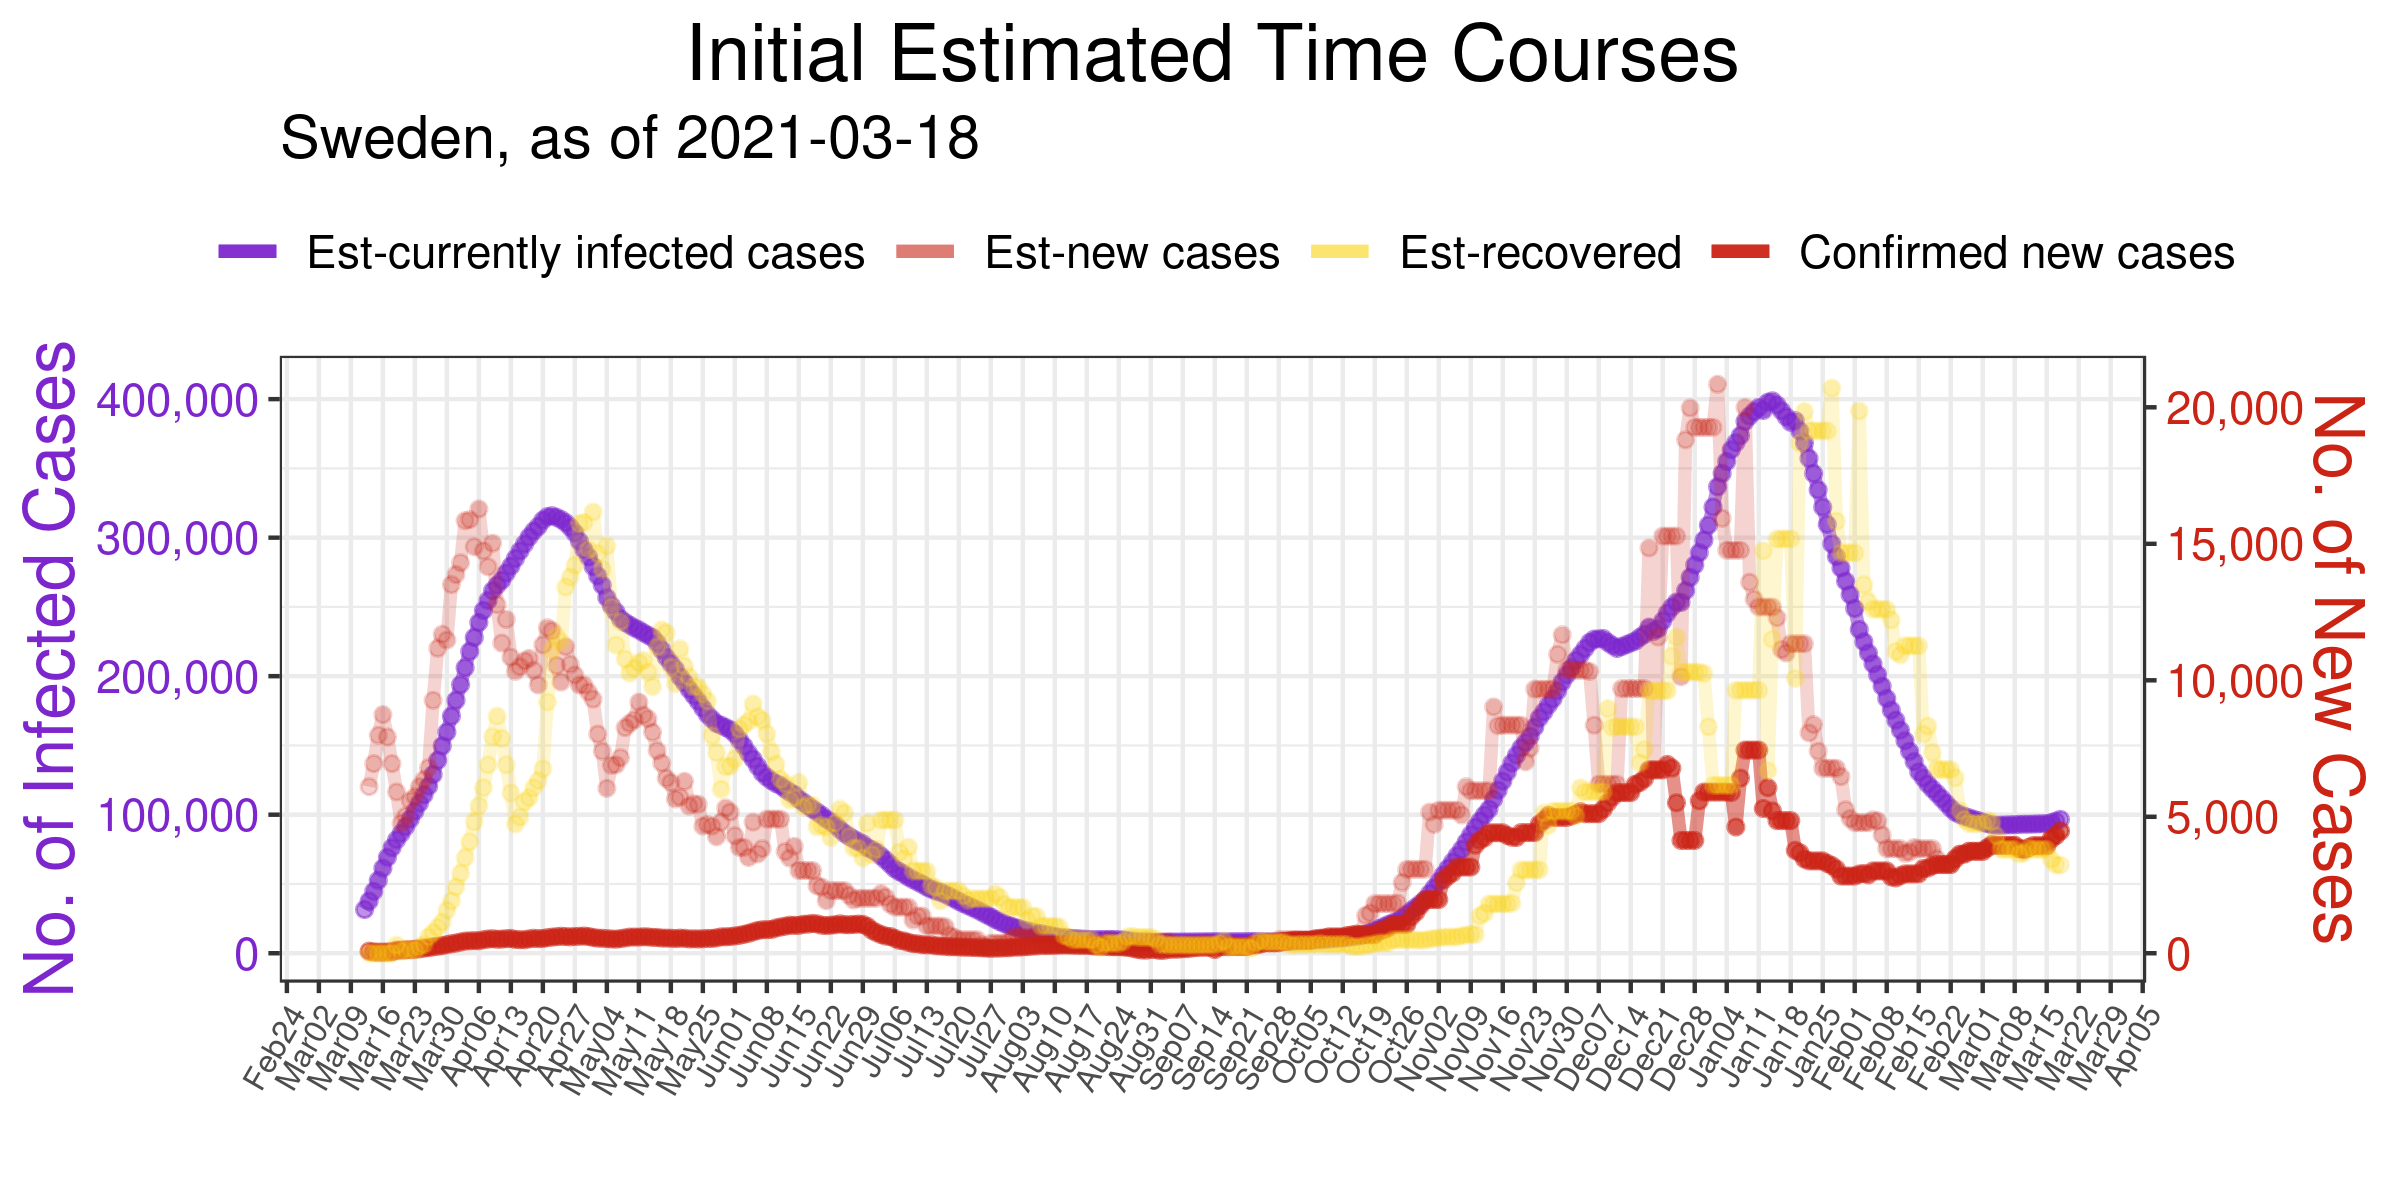 Initial Estimated Time Courses
Sweden, as of 2021-03-18
Est-currently infected cases
Est-new cases
Est-recovered
Confirmed new cases
No. of Infected Cases
400,000
300,000
200,000
100,000
0
20,000
15,000
10,000
5,000
0
No. of New Cases
Feb24
Mar02
Mar09
Mar16
Mar23
Mar30
Apr06
Apr13
Apr20
Apr27
May04
May11
May18
May25
Jun01
Jun08
Jun15
Jun22
Jun29
Jul06
Jul13
Jul20
Jul27
Aug03
Aug10
Aug17
Aug24
Aug31
Sep07
Sep14
Sep21
Sep28
Oct05
Oct12
Oct19
Oct26
Nov02
Nov09
Nov16
Nov23
Nov30
Dec07
Dec14
Dec21
Dec28
Jan04
Jan11
Jan18
Jan25
Feb01
Feb08
Feb15
Feb22
Mar01
Mar08
Mar15
Mar22
Mar29
Apr05